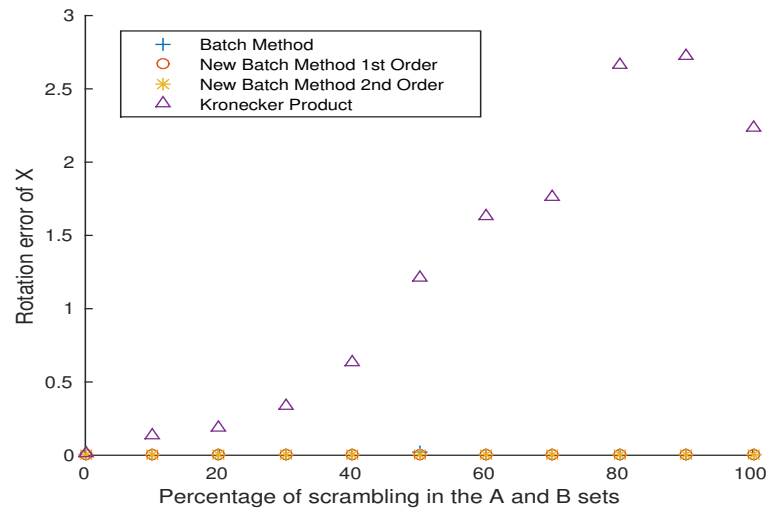 3
2.5
2
1.5
1
0.5
0
Rotation error of X
Batch Method
New Batch Method 1st Order
New Batch Method 2nd Order
Kronecker Product
0 20 40 60 80 100
Percentage of scrambling in the A and B sets